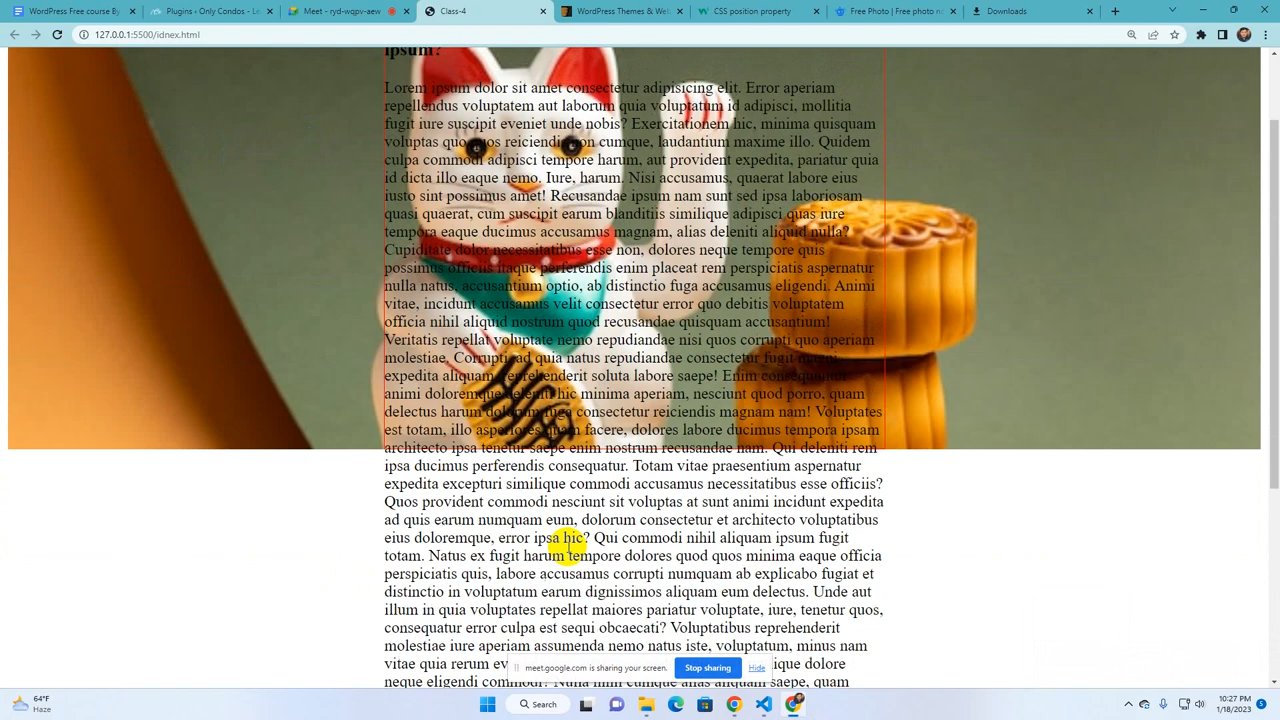 WordPress Free course By
Plugins ‹ Only Condos - Le
Meet - ryd-wqpv-aew
Class-4
WordPress Themes & Web
CSS position property
Free Photo | Free photo n
Downloads
127.0.0.1:5500/idnex.html
ipsum?
Lorem ipsum dolor sit amet consectetur adipisicing elit. Error aperiam
repellendus voluptatem aut laborum quia voluptatum id adipisci, mollitia
fugit iure suscipit eveniet unde nobis? Exercitationem hic, minima quisquam
voluptas quo quos reiciendis non cumque, laudantium maxime illo. Quidem
culpa commodi adipisci tempore harum, aut provident expedita, pariatur quia
id dicta illo eaque nemo. Iure, harum. Nisi accusamus, quaerat labore eius
iusto sint possimus amet! Recusandae ipsum nam sunt sed ipsa laboriosam
quasi quaerat, cum suscipit earum blanditiis similique adipisci quas iure
tempora eaque ducimus accusamus magnam, alias deleniti aliquid nulla?
Cupiditate dolor necessitatibus esse non, dolores neque tempore quis
possimus officiis itaque perferendis enim placeat rem perspiciatis aspernatur
nulla natus, accusantium optio, ab distinctio fuga accusamus eligendi. Animi
vitae, incidunt accusamus velit consectetur error quo debitis voluptatem
officia nihil aliquid nostrum quod recusandae quisquam accusantium!
Veritatis repellat voluptate nemo repudiandae nisi quos corrupti quo aperiam
molestiae. Corrupti ad quia natus repudiandae consectetur fugit magni
expedita aliquam reprehenderit soluta labore saepe! Enim consequuntur
animi doloremque deleniti hic minima aperiam, nesciunt quod porro, quam
delectus harum dolorum fuga consectetur reiciendis magnam nam! Voluptates
est totam, illo asperiores quam facere, dolores labore ducimus tempora ipsam
architecto ipsa tenetur saepe enim nostrum recusandae nam. Qui deleniti rem
ipsa ducimus perferendis consequatur. Totam vitae praesentium aspernatur
expedita excepturi similique commodi accusamus necessitatibus esse officiis?
Quos provident commodi nesciunt sit voluptas at sunt animi incidunt expedita
ad quis earum numquam eum, dolorum consectetur et architecto voluptatibus
eius doloremque, error ipsa hic? Qui commodi nihil aliquam ipsum fugit
totam. Natus ex fugit harum tempore dolores quod quos minima eaque officia
perspiciatis quis, labore accusamus corrupti numquam ab explicabo fugiat et
distinctio in voluptatum earum dignissimos aliquam eum delectus. Unde aut
illum in quia voluptates repellat maiores pariatur voluptate, iure, tenetur quos,
consequatur error culpa est sequi obcaecati? Voluptatibus reprehenderit
molestiae iure aperiam assumenda nemo natus iste, voluptatum, minus nam
vitae quia rerum ev ique dolore
meet.google.com is sharing your screen. Stop sharing Hide
neque eligendi commodi saepe, quam
64°F
Haze
Search
10:27 PM
1/18/2023
5